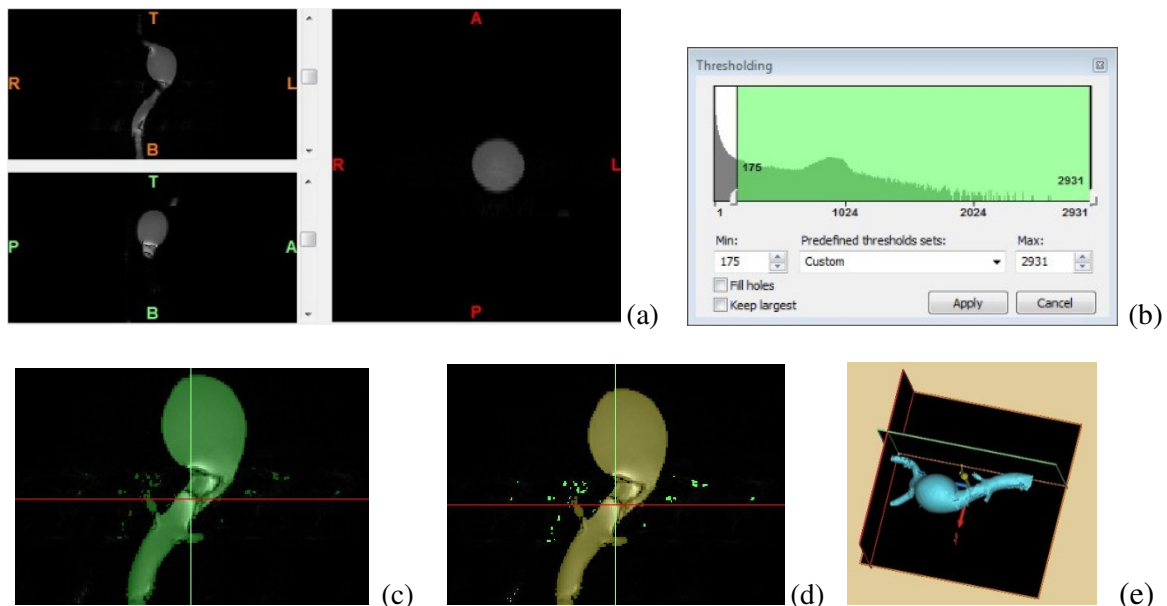 T
R
L
B
T
P
A
B
A
R
L
P
(a)
Thresholding
175
2931
1
1024
2024
2931
Min:
Predefined thresholds sets:
Max:
175
Custom
2931
Fill holes
Keep largest
Apply
Cancel
(b)
(c)
(d)
(e)